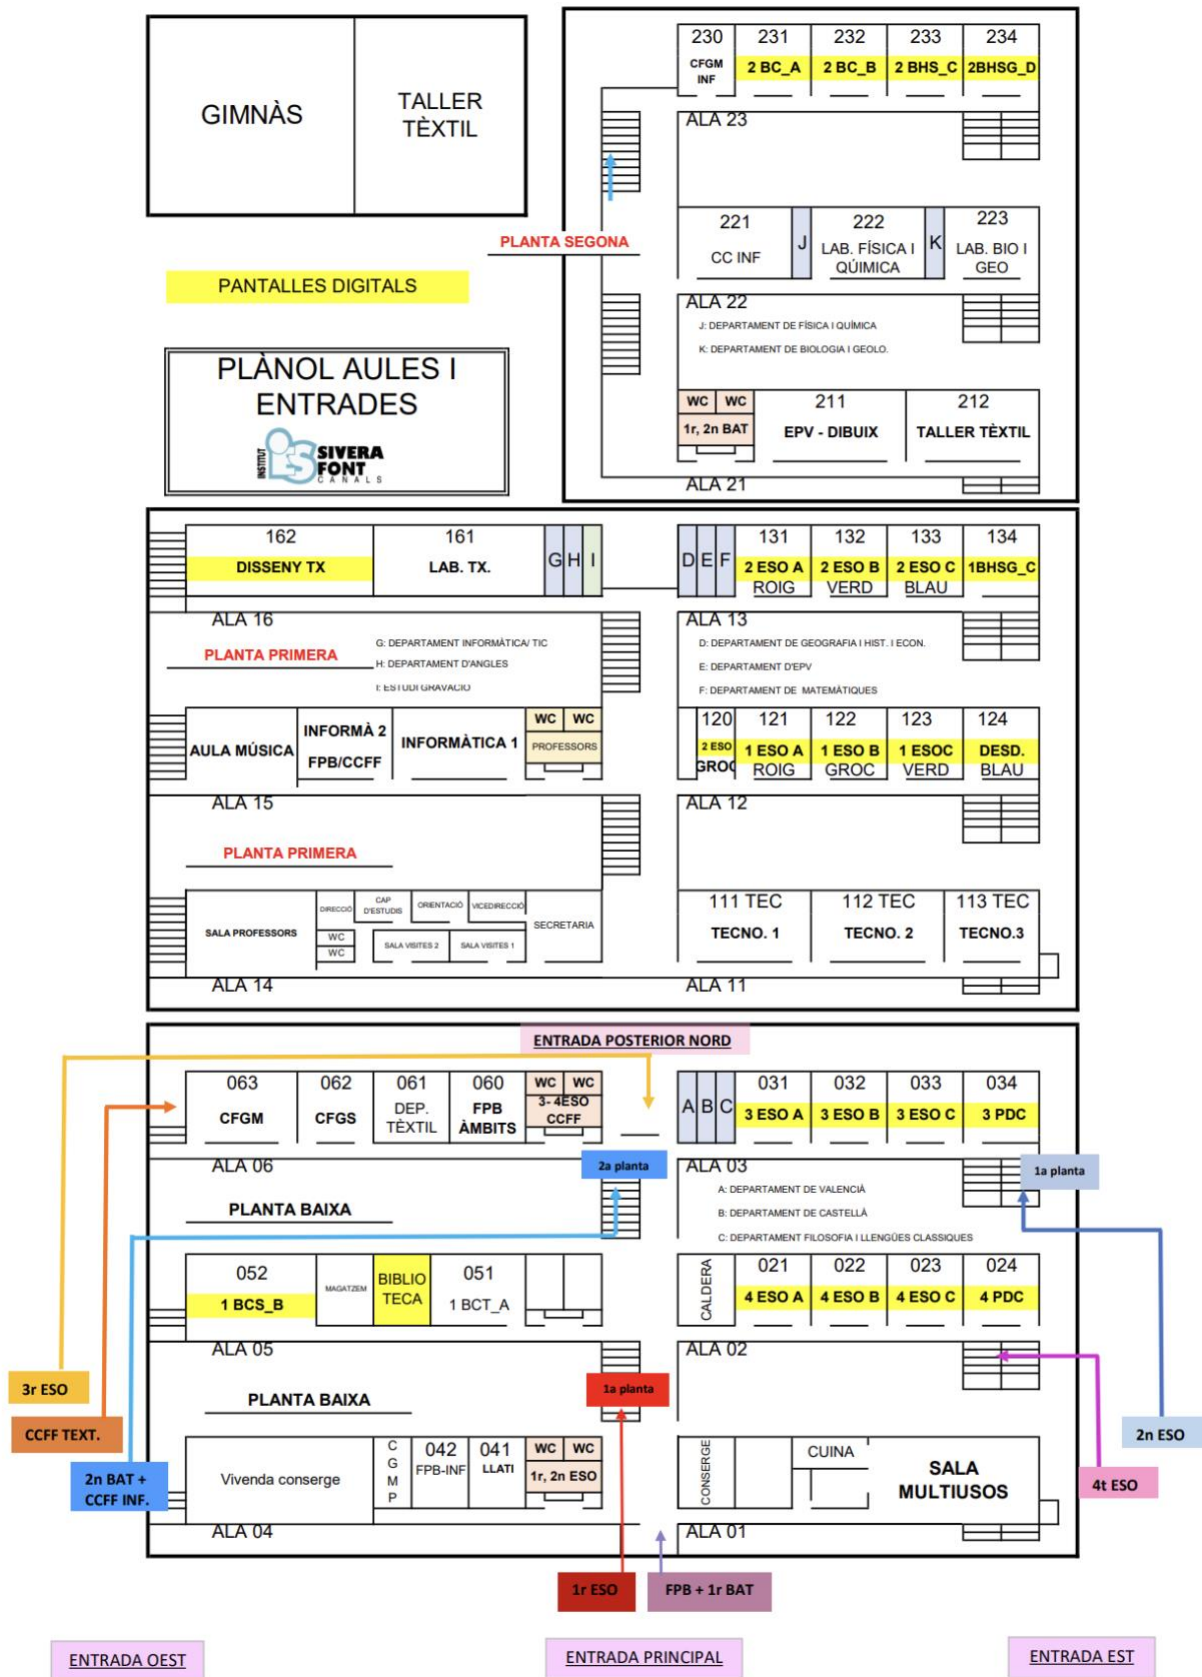 GIMNÀS
TALLER
TÈXTIL
230
231
232
233
234
CFGM
INF
2 BC_A
2 BC_B
2 BHS_C
2BHSG_D
ALA 23
PLANTA SEGONA
221
J
222
K
223
CC INF
LAB. FÍSICA I
QÚIMICA
LAB. BIO I
GEO
PANTALLES DIGITALS
ALA 22
J: DEPARTAMENT DE FÍSICA I QUÍMICA
K: DEPARTAMENT DE BIOLOGIA I GEOLO.
PLÀNOL AULES I
ENTRADES
INSTITUT
IES
SIVERA
FONT
CANALS
WC
WC
1r, 2n BAT
211
EPV - DIBUIX
212
TALLER TÈXTIL
ALA 21
162
DISSENY TX
161
LAB. TX.
G
H
I
D
E
F
131
132
133
134
2 ESO A
2 ESO B
2 ESO C
1BHSG_C
ROIG
VERD
BLAU
ALA 16
ALA 13
PLANTA PRIMERA
G: DEPARTAMENT INFORMÀTICA/ TIC
H: DEPARTAMENT D'ANGLES
I: ESTUDI GRAVACIO
D: DEPARTAMENT DE GEOGRAFIA I HIST. I ECON.
E: DEPARTAMENT D'EPV
F: DEPARTAMENT DE MATEMÀTIQUES
AULA MÚSICA
INFORMÀ 2
FPB/CCFF
INFORMÀTICA 1
WC
WC
PROFESSORS
120
121
122
123
124
2 ESO
1 ESO A
1 ESO B
1 ESOC
DESD.
GROC
ROIG
GROC
VERD
BLAU
ALA 15
ALA 12
PLANTA PRIMERA
SALA PROFESSORS
DIRECCIÓ
CAP
D'ESTUDIS
ORIENTACIÓ
VICEDIRECCIÓ
SECRETARIA
WC
WC
SALA VISITES 2
SALA VISITES 1
111 TEC
112 TEC
113 TEC
TECNO. 1
TECNO. 2
TECNO.3
ALA 14
ALA 11
ENTRADA POSTERIOR NORD
063
062
061
060
CFGM
CFGS
DEP.
TÈXTIL
FPB
ÀMBITS
WC
WC
3- 4ESO
CCFF
A
B
C
031
032
033
034
3 ESO A
3 ESO B
3 ESO C
3 PDC
ALA 06
2a planta
ALA 03
1a planta
PLANTA BAIXA
A: DEPARTAMENT DE VALENCIÀ
B: DEPARTAMENT DE CASTELLÀ
C: DEPARTAMENT FILOSOFIA I LLENGÜES CLASSIQUES
052
1 BCS_B
MAGATZEM
BIBLIO
TECA
051
1 BCT_A
CALDERA
021
022
023
024
4 ESO A
4 ESO B
4 ESO C
4 PDC
ALA 05
ALA 02
3r ESO
PLANTA BAIXA
1a planta
CCFF TEXT.
2n ESO
2n BAT +
CCFF INF.
Vivenda conserge
C
G
M
P
042
FPB-INF
041
LLATI
WC
WC
1r, 2n ESO
CONSERGE
CUINA
SALA
MULTIUSOS
4t ESO
ALA 04
ALA 01
1r ESO
FPB + 1r BAT
ENTRADA OEST
ENTRADA PRINCIPAL
ENTRADA EST